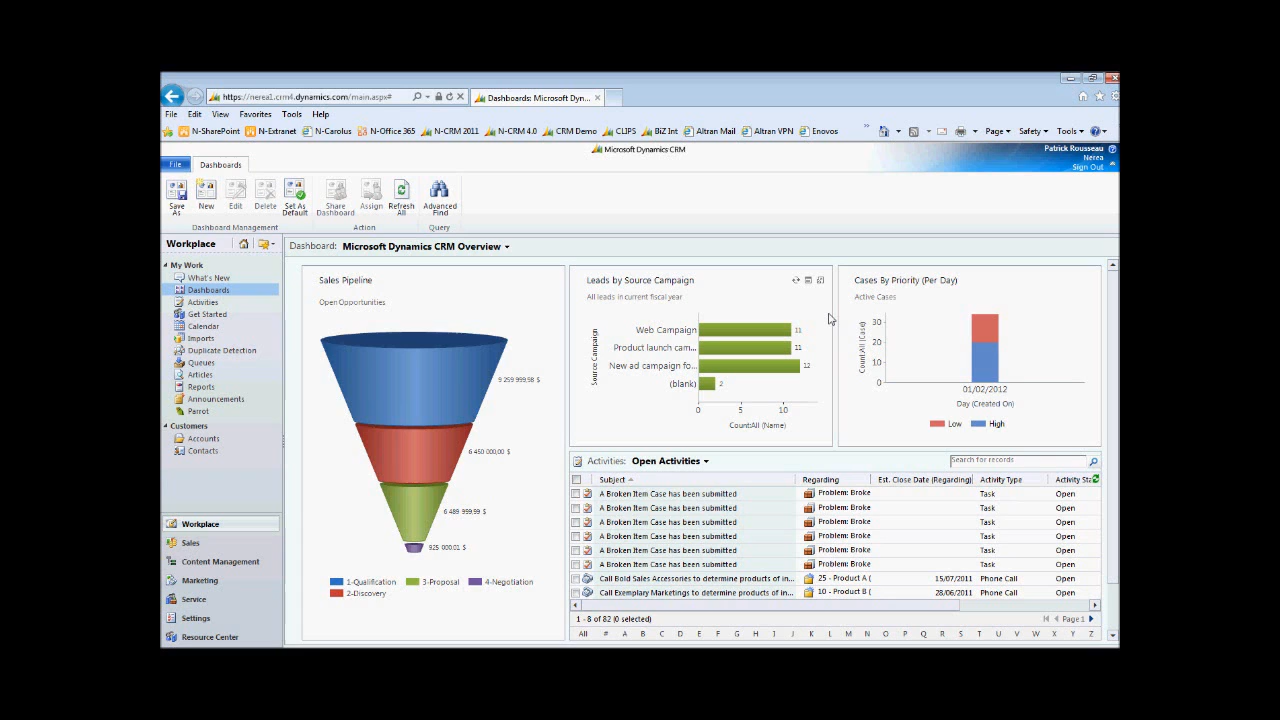 https://nerea1.crm4.dynamics.com/main.aspx#
Dashboards: Microsoft Dyn...
File Edit View Favorites Tools Help
N-SharePoint N-Extranet N-Carolus N-Office 365 N-CRM 2011 N-CRM 4.0 CRM Demo CLIPS BiZ Int Altran Mail Altran VPN Enovos Page Safety Tools
Microsoft Dynamics CRM
Patrick Rousseau
Nerea
Sign Out
File Dashboards
Save As
New
Edit
Delete
Set As Default
Share Dashboard
Assign
Refresh All
Advanced Find
Dashboard Management
Action
Query
Workplace
Dashboard: Microsoft Dynamics CRM Overview
My Work
What's New
Dashboards
Activities
Get Started
Calendar
Imports
Duplicate Detection
Queues
Articles
Reports
Announcements
Parrot
Customers
Accounts
Contacts
Workplace
Sales
Content Management
Marketing
Service
Settings
Resource Center
Sales Pipeline
Open Opportunities
9 259 999,98 $
6 450 000,00 $
6 489 999,99 $
925 000,01 $
1-Qualification 3-Proposal 4-Negotiation
2-Discovery
Leads by Source Campaign
All leads in current fiscal year
Source Campaign
Web Campaign 11
Product launch cam... 11
New ad campaign fo... 12
(blank) 2
0 5 10
Count:All (Name)
Cases By Priority (Per Day)
Active Cases
Count:All (Case)
30
20
10
0
01/02/2012
Day (Created On)
Low High
Activities: Open Activities
Search for records
Subject Regarding Est. Close Date (Regarding) Activity Type Activity Sta
A Broken Item Case has been submitted Problem: Broke Task Open
A Broken Item Case has been submitted Problem: Broke Task Open
A Broken Item Case has been submitted Problem: Broke Task Open
A Broken Item Case has been submitted Problem: Broke Task Open
A Broken Item Case has been submitted Problem: Broke Task Open
A Broken Item Case has been submitted Problem: Broke Task Open
Call Bold Sales Accessories to determine products of in... 25 - Product A ( 15/07/2011 Phone Call Open
Call Exemplary Marketings to determine products of in... 10 - Product B ( 28/06/2011 Phone Call Open
1 - 8 of 82 (0 selected)
Page 1
All # A B C D E F G H I J K L M N O P Q R S T U V W X Y Z